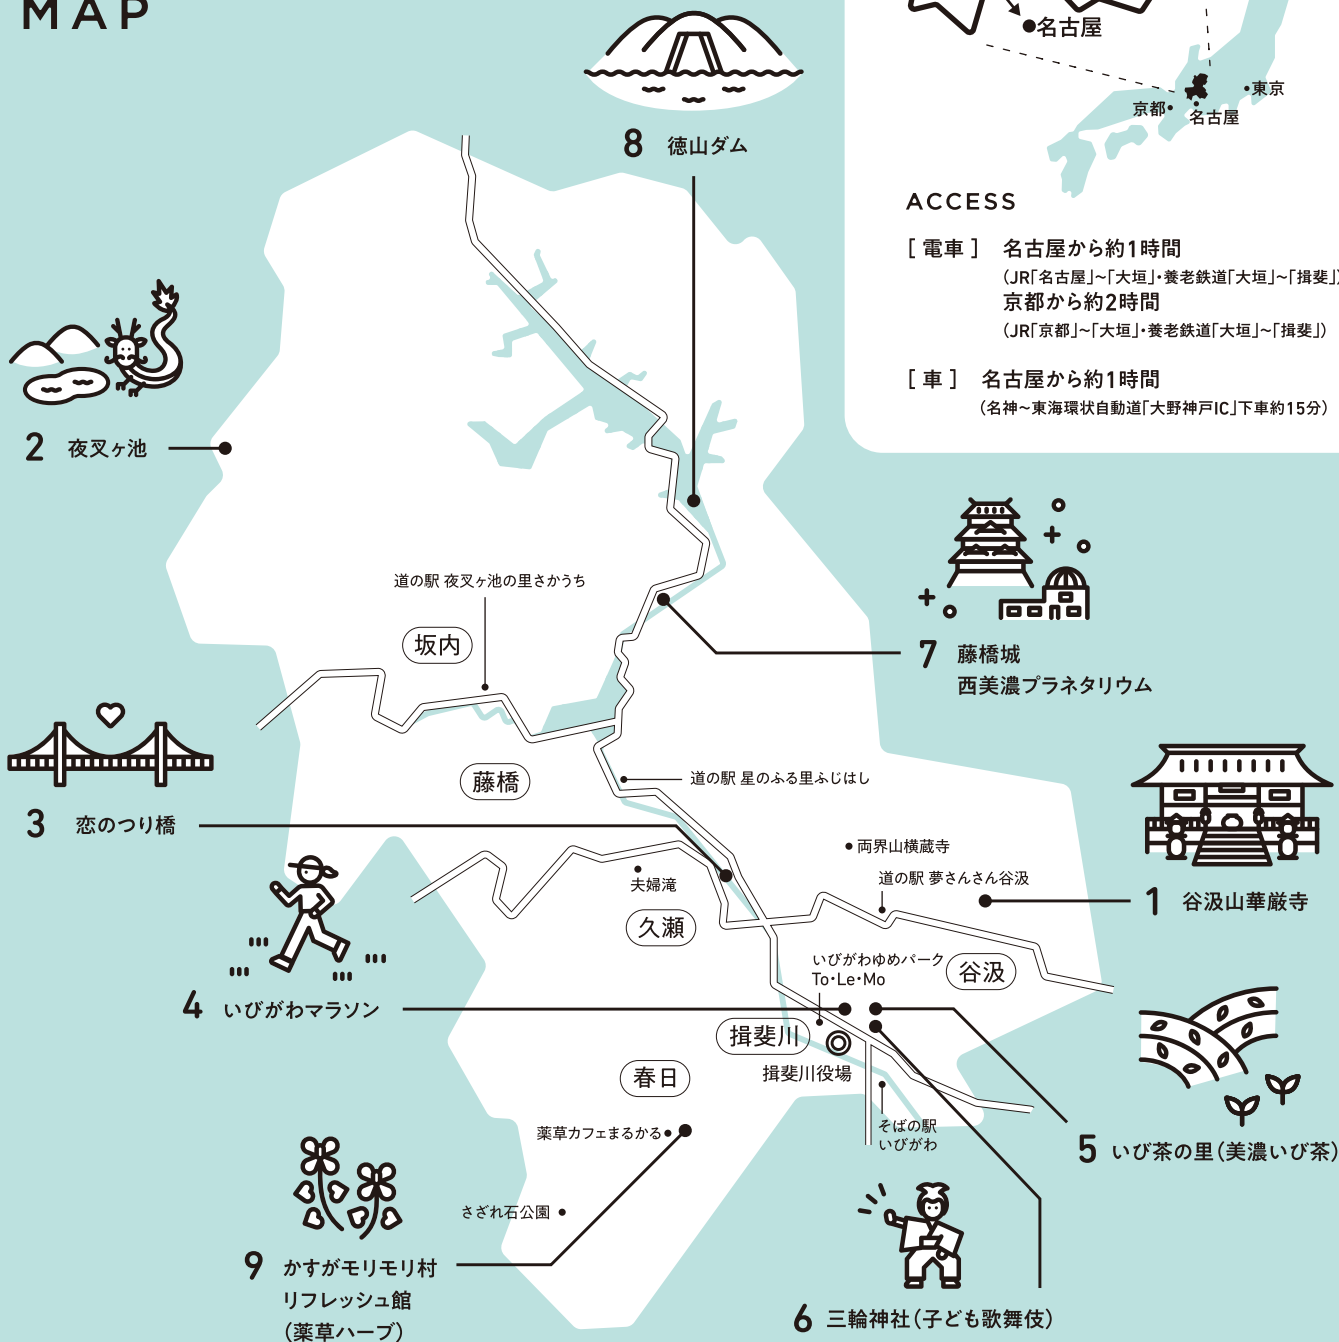 MAP
名古屋
東京
京都
名古屋
ACCESS
[ 電車 ] 名古屋から約1時間
(JR「名古屋」~「大垣」・養老鉄道「大垣」~「揖斐」)
京都から約2時間
(JR「京都」~「大垣」・養老鉄道「大垣」~「揖斐」)
[ 車 ] 名古屋から約1時間
(名神~東海環状自動道「大野神戸IC」下車約15分)
8 徳山ダム
2 夜叉ヶ池
道の駅 夜叉ヶ池の里さかうち
坂内
7 藤橋城
西美濃プラネタリウム
3 恋のつり橋
藤橋
道の駅 星のふる里ふじはし
両界山横蔵寺
夫婦滝
道の駅 夢さんさん谷汲
1 谷汲山華厳寺
久瀬
いびがわゆめパーク
To・Le・Mo
谷汲
4 いびがわマラソン
揖斐川
揖斐川役場
春日
薬草カフェまるかる
そばの駅
いびがわ
5 いび茶の里(美濃いび茶)
さざれ石公園
9 かすがモリモリ村
リフレッシュ館
(薬草ハーブ)
6 三輪神社(子ども歌舞伎)